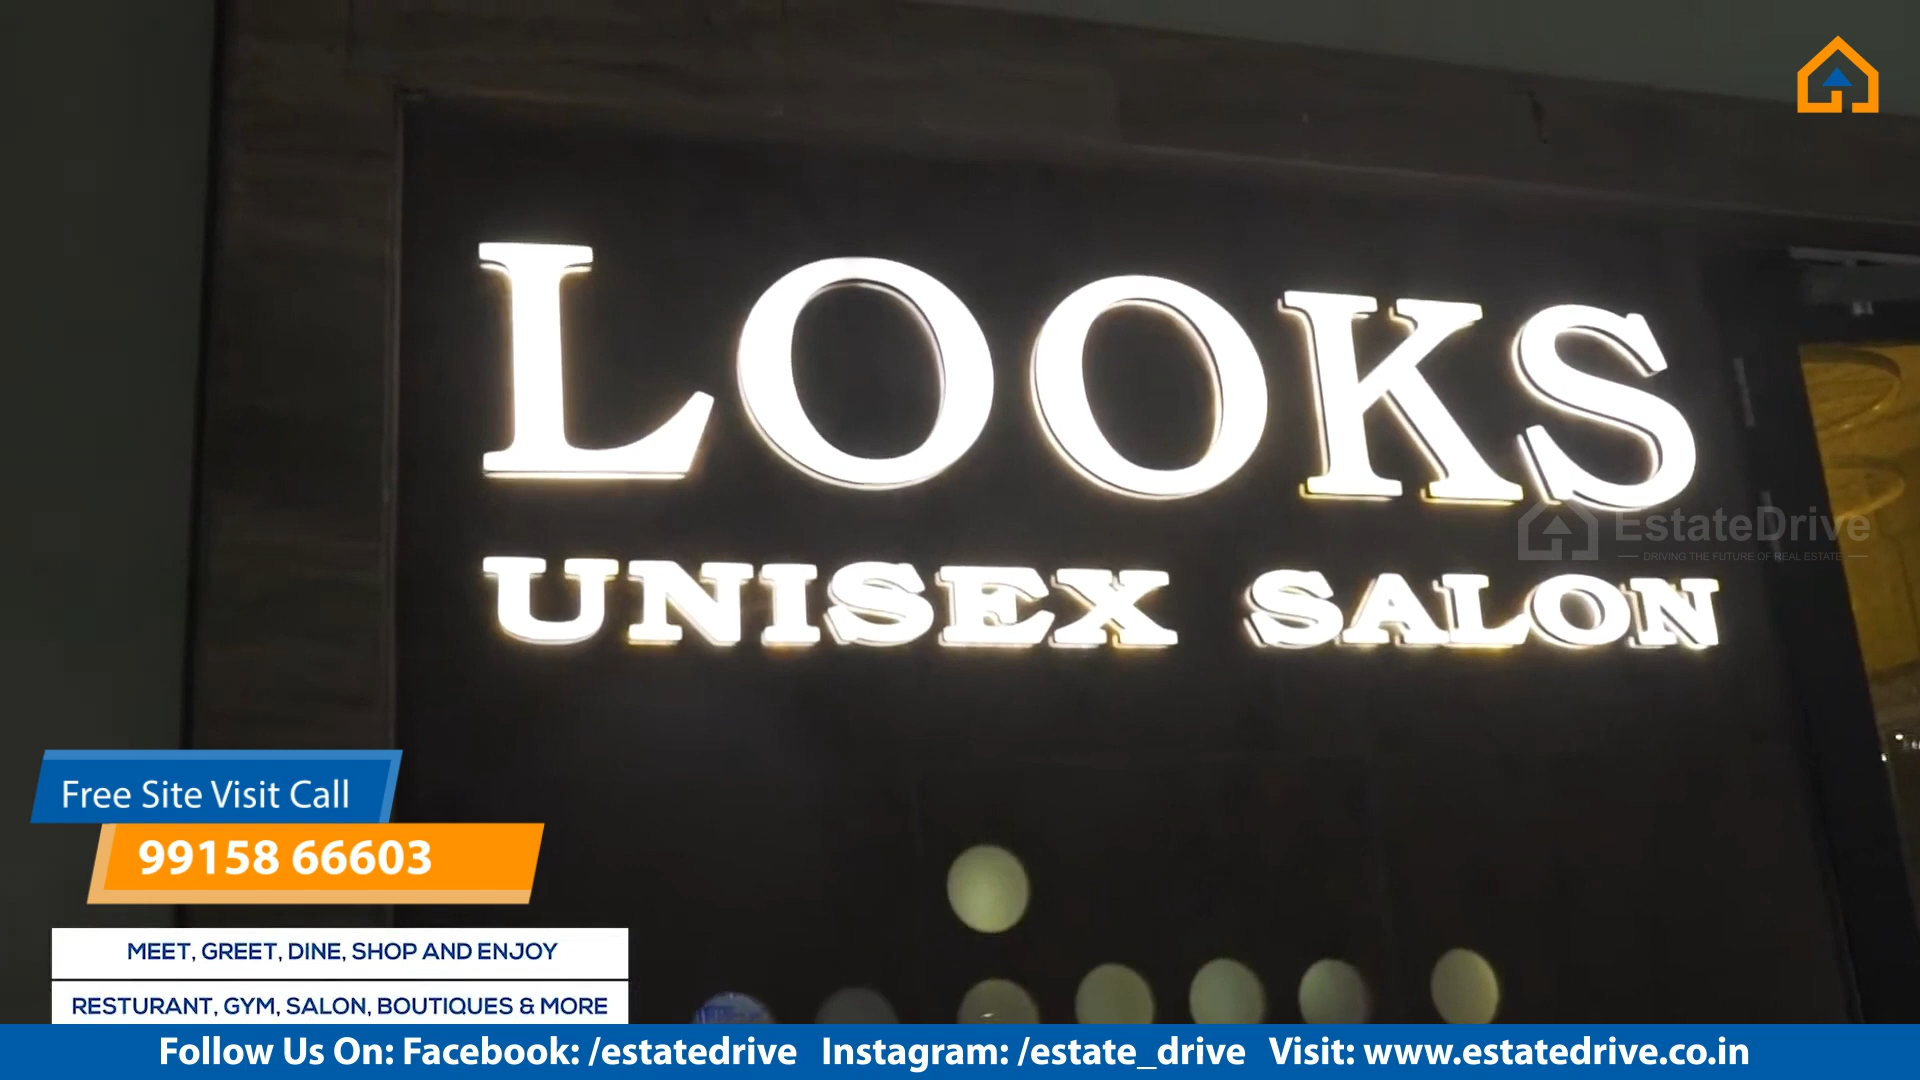 LOOKS
UNISEX SALON
EstateDrive
DRIVING THE FUTURE OF REAL ESTATE
Free Site Visit Call
99158 66603
MEET, GREET, DINE, SHOP AND ENJOY
RESTURANT, GYM, SALON, BOUTIQUES & MORE
Follow Us On: Facebook: /estatedrive Instagram: /estate_drive Visit: www.estatedrive.co.in